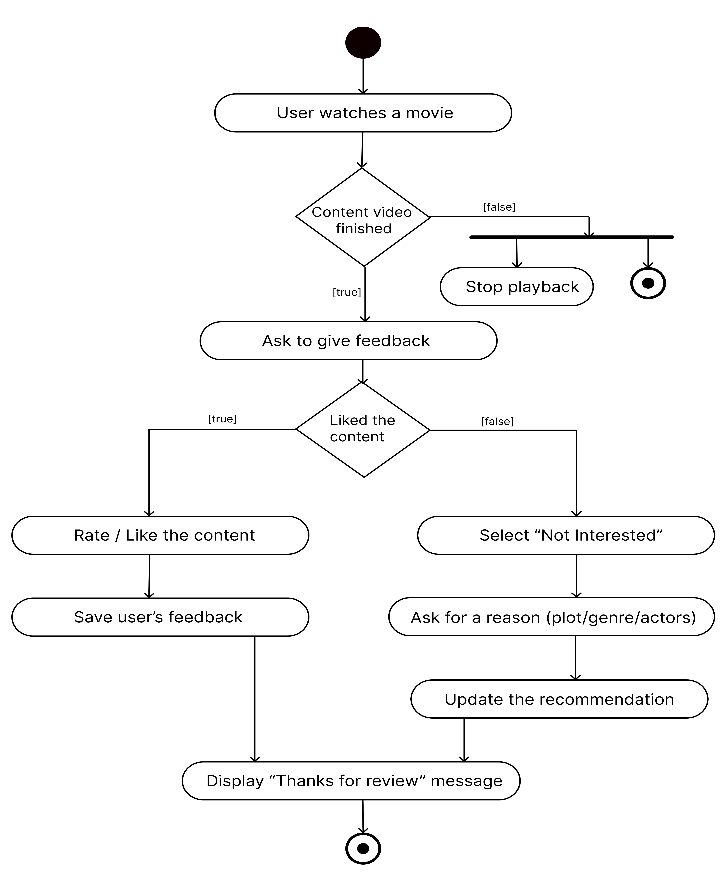 User watches a movie
Content video
finished
[false]
Stop playback
[true]
Ask to give feedback
Liked the
content
[true]
[false]
Rate / Like the content
Select “Not Interested”
Save user’s feedback
Ask for a reason (plot/genre/actors)
Update the recommendation
Display “Thanks for review” message